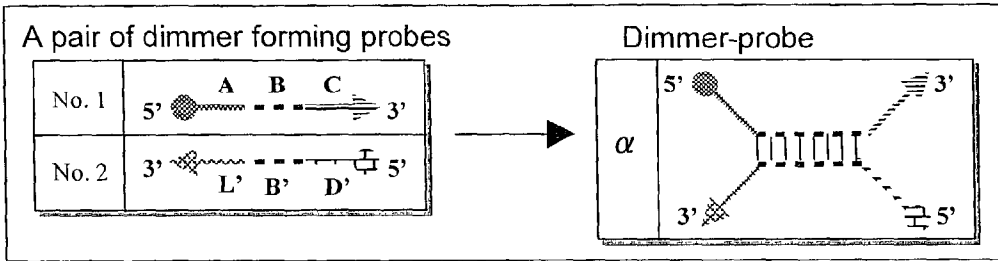 A pair of dimmer forming probes
No. 1
A B C
5' 3'
No. 2
3' 5'
L' B' D'
Dimmer-probe
α
5' 3'
3' 5'